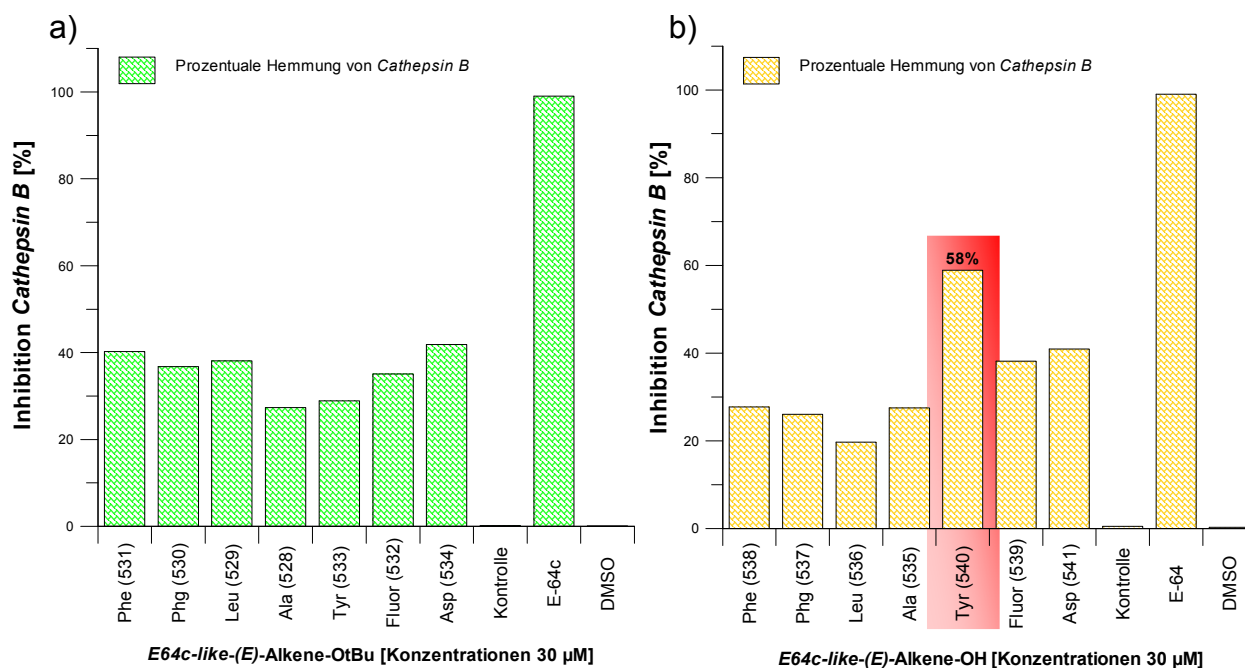 a)
Prozentuale Hemmung von Cathepsin B
Inhibition Cathepsin B [%]
100
80
60
40
20
0
Phe (531)
Phg (530)
Leu (529)
Ala (528)
Tyr (533)
Fluor (532)
Asp (534)
Kontrolle
E-64c
DMSO
E64c-like-(E)-Alkene-OtBu [Konzentrationen 30 µM]
b)
Prozentuale Hemmung von Cathepsin B
Inhibition Cathepsin B [%]
100
80
60
40
20
0
58%
Phe (538)
Phg (537)
Leu (536)
Ala (535)
Tyr (540)
Fluor (539)
Asp (541)
Kontrolle
E-64
DMSO
E64c-like-(E)-Alkene-OH [Konzentrationen 30 µM]